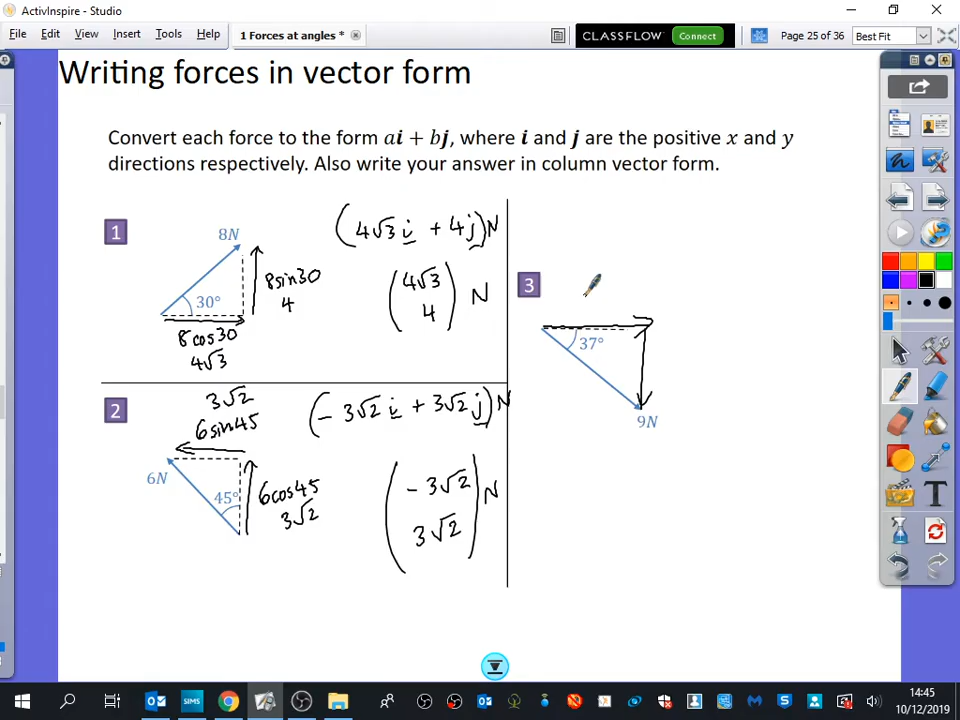 ActivInspire - Studio
File Edit View Insert Tools Help
1 Forces at angles *
CLASSFLOW Connect
Page 25 of 36
Best Fit
Writing forces in vector form
Convert each force to the form ai + bj, where i and j are the positive x and y
directions respectively. Also write your answer in column vector form.
1
8N
30°
8cos30
4√3
8sin30
4
(4√3 i + 4j)N
(4√3
4) N
2
6N
45°
3√2
6sin45
6cos45
3√2
(-3√2 i + 3√2 j)N
(-3√2
3√2) N
3
37°
9N
T
SIMS
14:45
10/12/2019